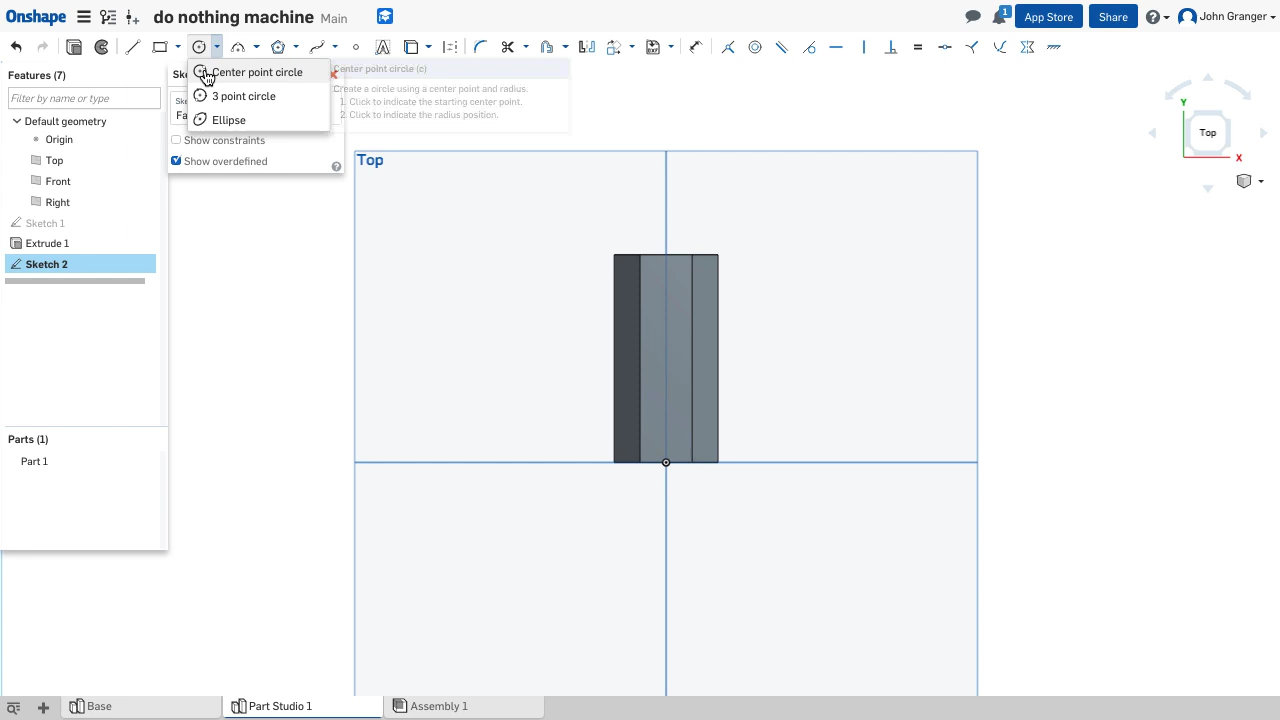 Onshape do nothing machine Main 1 App Store Share John Granger
Features (7)
Filter by name or type
Default geometry
Origin
Top
Front
Right
Sketch 1
Extrude 1
Sketch 2
Parts (1)
Part 1
Center point circle
3 point circle
Ellipse
Center point circle (c)
Create a circle using a center point and radius.
1. Click to indicate the starting center point.
2. Click to indicate the radius position.
Show constraints
Show overdefined
Top
Y
Top
X
Base
Part Studio 1
Assembly 1